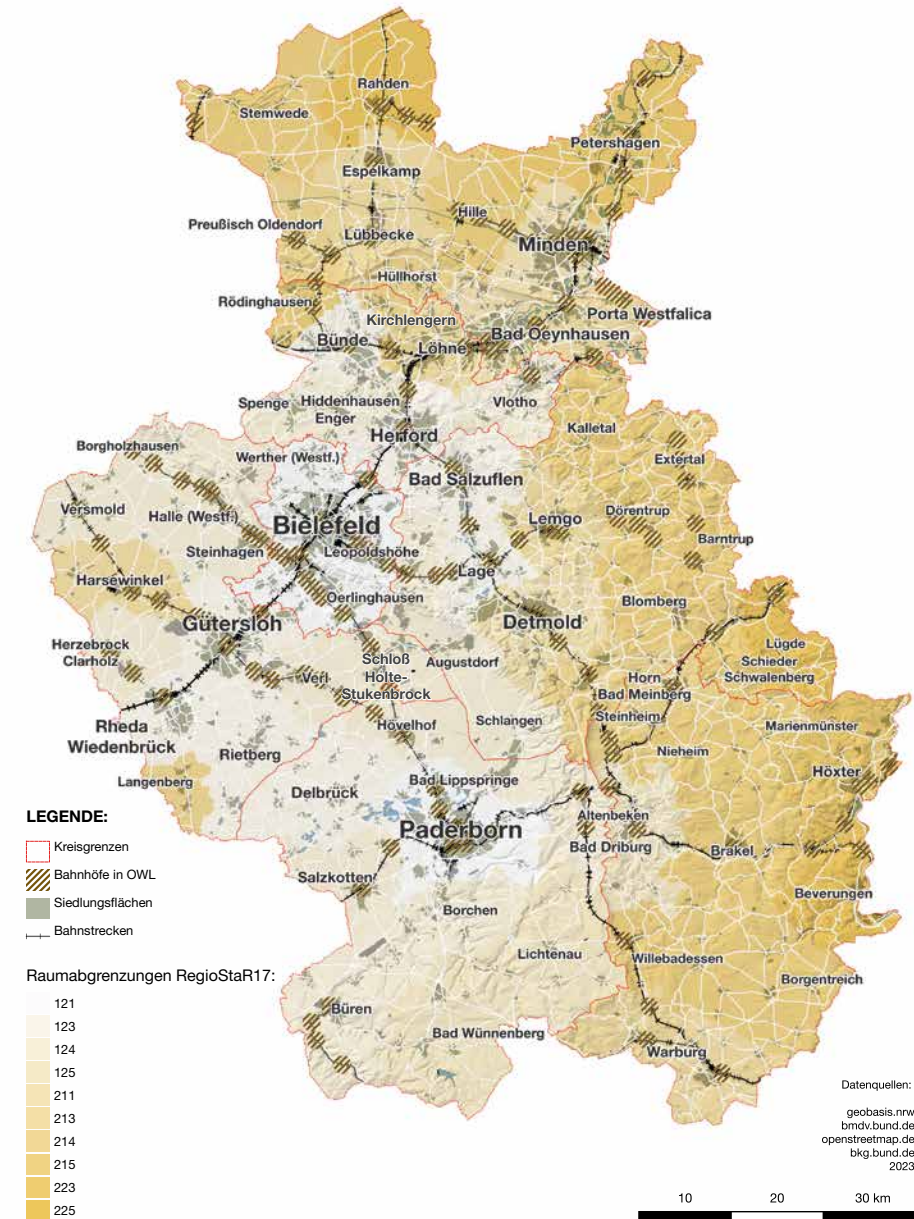 Rahden
Stemwede
Petershagen
Espelkamp
Hille
Preußisch Oldendorf
Lübbecke
Minden
Hüllhorst
Rödinghausen
Porta Westfalica
Kirchlengern
Bad Oeynhausen
Bünde
Löhne
Spenge
Hiddenhausen
Vlotho
Enger
Kalletal
Herford
Borgholzhausen
Werther (Westf.)
Extertal
Bad Salzuflen
Versmold
Halle (Westf.)
Bielefeld
Lemgo
Dörentrup
Barntrup
Steinhagen
Leopoldshöhe
Lage
Harsewinkel
Oerlinghausen
Blomberg
Gütersloh
Detmold
Herzebrock
Clarholz
Lügde
Schloß
Holte-
Stukenbrock
Augustdorf
Schieder
Schwalenberg
Verl
Horn
Bad Meinberg
Rheda
Wiedenbrück
Hövelhof
Schlangen
Steinheim
Marienmünster
Rietberg
Nieheim
Langenberg
Delbrück
Bad Lippspringe
Höxter
Paderborn
Altenbeken
Bad Driburg
Brakel
Salzkotten
Borchen
Beverungen
Lichtenau
Willebadessen
Borgentreich
Büren
Bad Wünnenberg
Warburg
LEGENDE:
Kreisgrenzen
Bahnhöfe in OWL
Siedlungsflächen
Bahnstrecken
Raumabgrenzungen RegioStaR17:
121
123
124
125
211
213
214
215
223
225
Datenquellen:
geobasis.nrw
bmdv.bund.de
openstreetmap.de
bkg.bund.de
2023
10 20 30 km